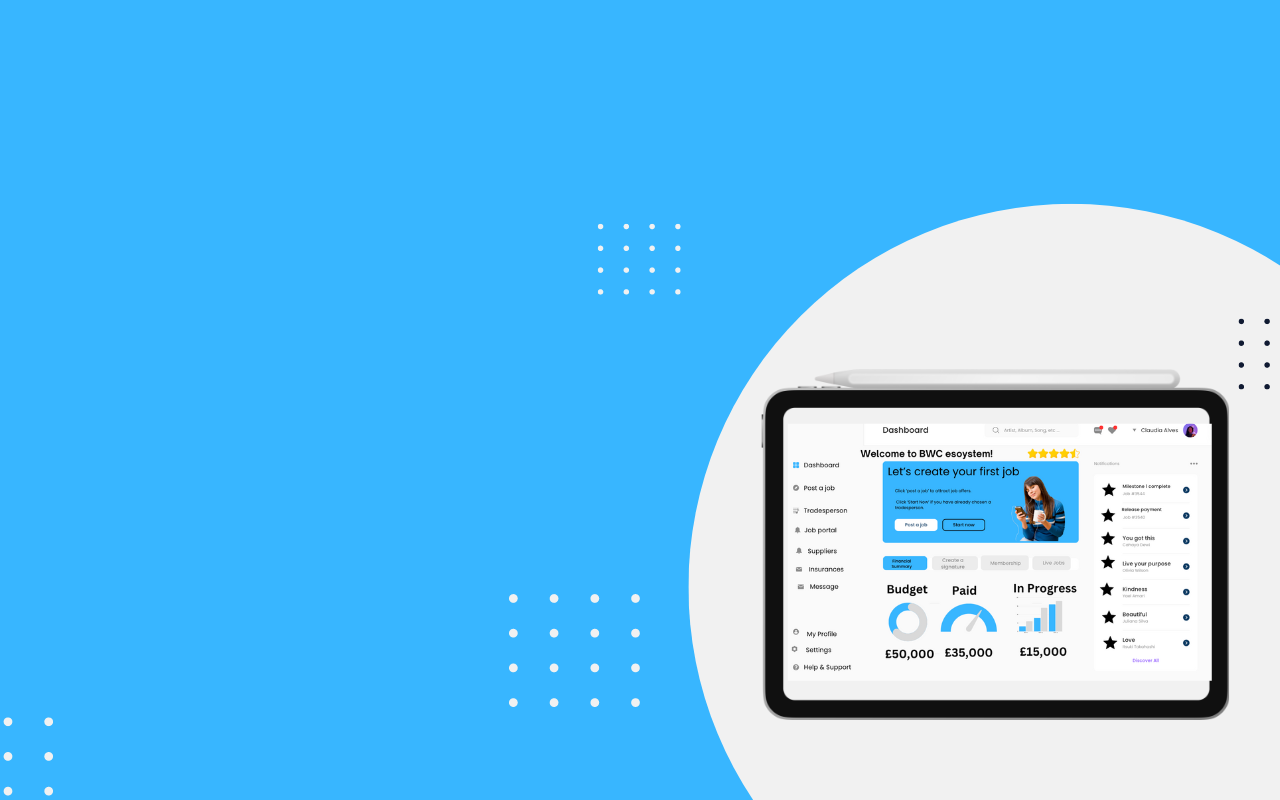 Dashboard
Artist, Album, Song, etc ...
Claudia Alves
Welcome to BWC esoystem!
Dashboard
Post a job
Tradesperson
Job portal
Suppliers
Insurances
Message
My Profile
Settings
Help & Support
Let's create your first job
Click 'post a job' to attract job offers.
Click 'Start Now' if you have already chosen a
tradesperson.
Post a job
Start now
Financial
Summary
Create a
signature
Membership
Live Jobs
Budget
Paid
In Progress
£50,000
£35,000
£15,000
Notifications
Milestone 1 complete
Release payment
You got this
Live your purpose
Kindness
Beautiful
Juliana Silva
Love
Discover All